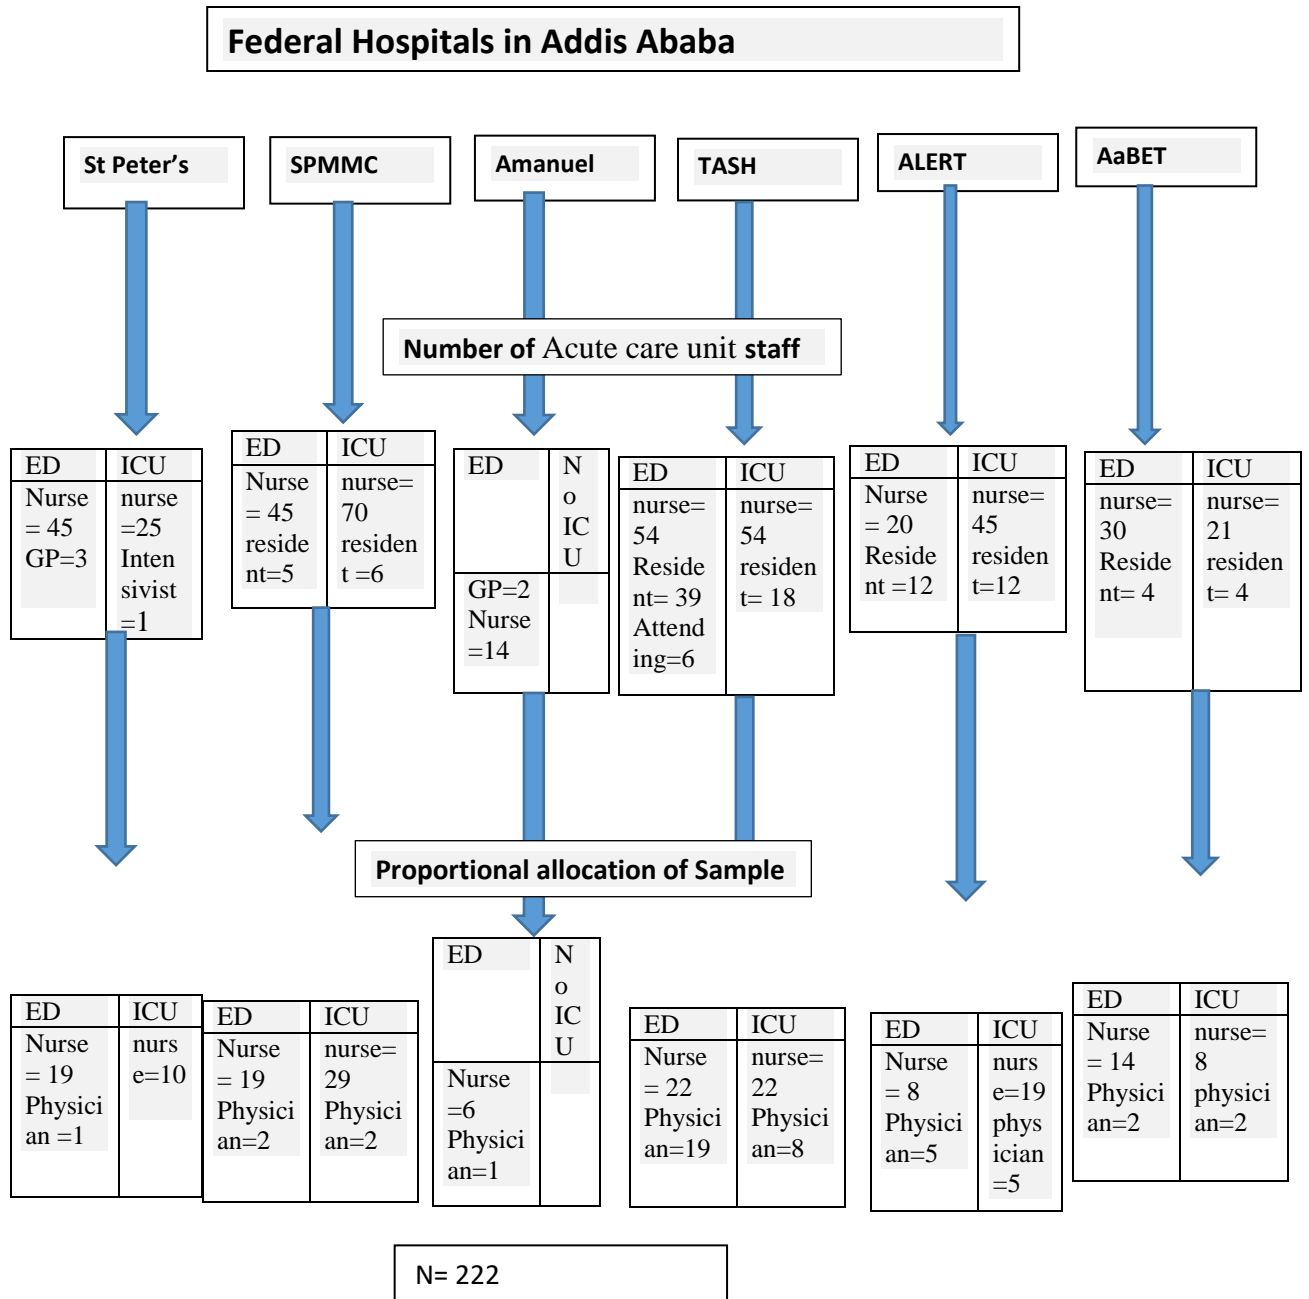 Federal Hospitals in Addis Ababa
St Peter's
SPMMC
Amanuel
TASH
ALERT
AaBET
Number of Acute care unit staff
ED
Nurse
= 45
GP=3
ICU
nurse
=25
Inten
sivist
=1
ED
Nurse
= 45
reside
nt=5
ICU
nurse=
70
residen
t =6
ED
GP=2
Nurse
=14
N
o
IC
U
ED
nurse=
54
Reside
nt= 39
Attend
ing=6
ICU
nurse=
54
residen
t= 18
ED
Nurse
= 20
Reside
nt =12
ICU
nurse=
45
residen
t=12
ED
nurse=
30
Reside
nt= 4
ICU
nurse=
21
residen
t= 4
Proportional allocation of Sample
ED
Nurse
= 19
Physici
an =1
ICU
nurs
e=10
ED
Nurse
= 19
Physici
an=2
ICU
nurse=
29
Physici
an=2
ED
Nurse
=6
Physici
an=1
N
o
IC
U
ED
Nurse
= 22
Physici
an=19
ICU
nurse=
22
Physici
an=8
ED
Nurse
= 8
Physici
an=5
ICU
nurs
e=19
phys
ician
=5
ED
Nurse
= 14
Physici
an=2
ICU
nurse=
8
physici
an=2
N= 222